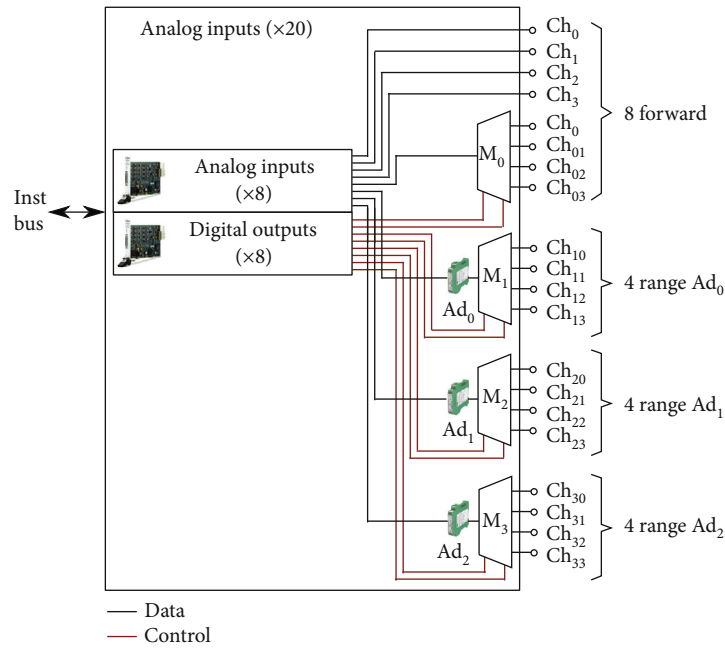 Analog inputs (×20)
Ch0
Ch1
Ch2
Ch3
8 forward
Ch0
Ch01
Ch02
Ch03
M0
Analog inputs
(×8)
Inst
bus
Digital outputs
(×8)
Ch10
Ch11
Ch12
Ch13
M1
Ad0
4 range Ad0
Ch20
Ch21
Ch22
Ch23
M2
Ad1
4 range Ad1
Ch30
Ch31
Ch32
Ch33
M3
Ad2
4 range Ad2
Data
Control